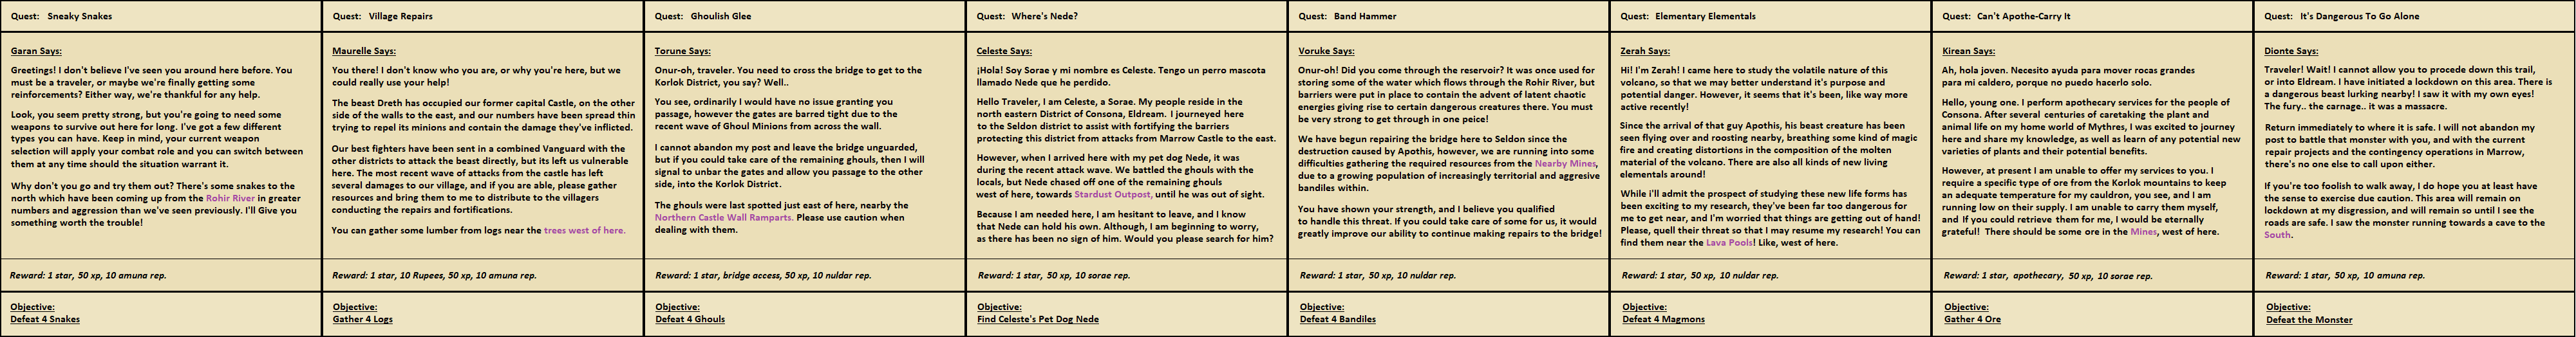 Quest: Sneaky Snakes
Garan Says:
Greetings! I don't believe I've seen you around here before. You
must be a traveler, or maybe we're finally getting some
reinforcements? Either way, we're thankful for any help.
Look, you seem pretty strong, but you're going to need some
weapons to survive out here for long. I've got a few different
types you can have. Keep in mind, your current weapon
selection will apply your combat role and you can switch between
them at any time should the situation warrant it.
Why don't you go and try them out? There's some snakes to the
north which have been coming up from the Rohir River in greater
numbers and aggression than we've seen previously. I'll Give you
something worth the trouble!
Reward: 1 star, 50 xp, 10 amuna rep.
Objective:
Defeat 4 Snakes
Quest: Village Repairs
Maurelle Says:
You there! I don't know who you are, or why you're here, but we
could really use your help!
The beast Dreth has occupied our former capital Castle, on the other
side of the walls to the east, and our numbers have been spread thin
trying to repel its minions and contain the damage they've inflicted.
Our best fighters have been sent in a combined Vanguard with the
other districts to attack the beast directly, but its left us vulnerable
here. The most recent wave of attacks from the castle has left
several damages to our village, and if you are able, please gather
resources and bring them to me to distribute to the villagers
conducting the repairs and fortifications.
You can gather some lumber from logs near the trees west of here.
Reward: 1 star, 10 Rupees, 50 xp, 10 amuna rep.
Objective:
Gather 4 Logs
Quest: Ghoulish Glee
Torune Says:
Onur-oh, traveler. You need to cross the bridge to get to the
Korlok District, you say? Well..
You see, ordinarily I would have no issue granting you
passage, however the gates are barred tight due to the
recent wave of Ghoul Minions from across the wall.
I cannot abandon my post and leave the bridge unguarded,
but if you could take care of the remaining ghouls, then I will
signal to unbar the gates and allow you passage to the other
side, into the Korlok District.
The ghouls were last spotted just east of here, nearby the
Northern Castle Wall Ramparts. Please use caution when
dealing with them.
Reward: 1 star, bridge access, 50 xp, 10 nuldar rep.
Objective:
Defeat 4 Ghouls
Quest: Where's Nede?
Celeste Says:
¡Hola! Soy Sorae y mi nombre es Celeste. Tengo un perro mascota
llamado Nede que he perdido.
Hello Traveler, I am Celeste, a Sorae. My people reside in the
north eastern District of Consona, Eldream. I journeyed here
to the Seldon district to assist with fortifying the barriers
protecting this district from attacks from Marrow Castle to the east.
However, when I arrived here with my pet dog Nede, it was
during the recent attack wave. We battled the ghouls with the
locals, but Nede chased off one of the remaining ghouls
west of here, towards Stardust Outpost, until he was out of sight.
Because I am needed here, I am hesitant to leave, and I know
that Nede can hold his own. Although, I am beginning to worry,
as there has been no sign of him. Would you please search for him?
Reward: 1 star, 50 xp, 10 sorae rep.
Objective:
Find Celeste's Pet Dog Nede
Quest: Band Hammer
Voruke Says:
Onur-oh! Did you come through the reservoir? It was once used for
storing some of the water which flows through the Rohir River, but
barriers were put in place to contain the advent of latent chaotic
energies giving rise to certain dangerous creatures there. You must
be very strong to get through in one peice!
We have begun repairing the bridge here to Seldon since the
destruction caused by Apothis, however, we are running into some
difficulties gathering the required resources from the Nearby Mines,
due to a growing population of increasingly territorial and aggresive
bandiles within.
You have shown your strength, and I believe you qualified
to handle this threat. If you could take care of some for us, it would
greatly improve our ability to continue making repairs to the bridge!
Reward: 1 star, 50 xp, 10 nuldar rep.
Objective:
Defeat 4 Bandiles
Quest: Elementary Elementals
Zerah Says:
Hi! I'm Zerah! I came here to study the volatile nature of this
volcano, so that we may better understand it's purpose and
potential danger. However, it seems that it's been, like way more
active recently!
Since the arrival of that guy Apothis, his beast creature has been
seen flying over and roosting nearby, breathing some kind of magic
fire and creating distortions in the composition of the molten
material of the volcano. There are also all kinds of new living
elementals around!
While i'll admit the prospect of studying these new life forms has
been exciting to my research, they've been far too dangerous for
me to get near, and I'm worried that things are getting out of hand!
Please, quell their threat so that I may resume my research! You can
find them near the Lava Pools! Like, west of here.
Reward: 1 star, 50 xp, 10 nuldar rep.
Objective:
Defeat 4 Magmons
Quest: Can't Apothe-Carry It
Kirean Says:
Ah, hola joven. Necesito ayuda para mover rocas grandes
para mi caldero, porque no puedo hacerlo solo.
Hello, young one. I perform apothecary services for the people of
Consona. After several centuries of caretaking the plant and
animal life on my home world of Mythres, I was excited to journey
here and share my knowledge, as well as learn of any potential new
varieties of plants and their potential benefits.
However, at present I am unable to offer my services to you. I
require a specific type of ore from the Korlok mountains to keep
an adequate temperature for my cauldron, you see, and I am
running low on their supply. I am unable to carry them myself,
and if you could retrieve them for me, I would be eternally
grateful! There should be some ore in the Mines, west of here.
Reward: 1 star, apothecary, 50 xp, 10 sorae rep.
Objective:
Gather 4 Ore
Quest: It's Dangerous To Go Alone
Dionte Says:
Traveler! Wait! I cannot allow you to procede down this trail,
or into Eldream. I have initiated a lockdown on this area. There is
a dangerous beast lurking nearby! I saw it with my own eyes!
The fury.. the carnage.. it was a massacre.
Return immediately to where it is safe. I will not abandon my
post to battle that monster with you, and with the current
repair projects and the contingency operations in Marrow,
there's no one else to call upon either.
If you're too foolish to walk away, I do hope you at least have
the sense to exercise due caution. This area will remain on
lockdown at my disgression, and will remain so until I see the
roads are safe. I saw the monster running towards a cave to the
South.
Reward: 1 star, 50 xp, 10 amuna rep.
Objective:
Defeat the Monster